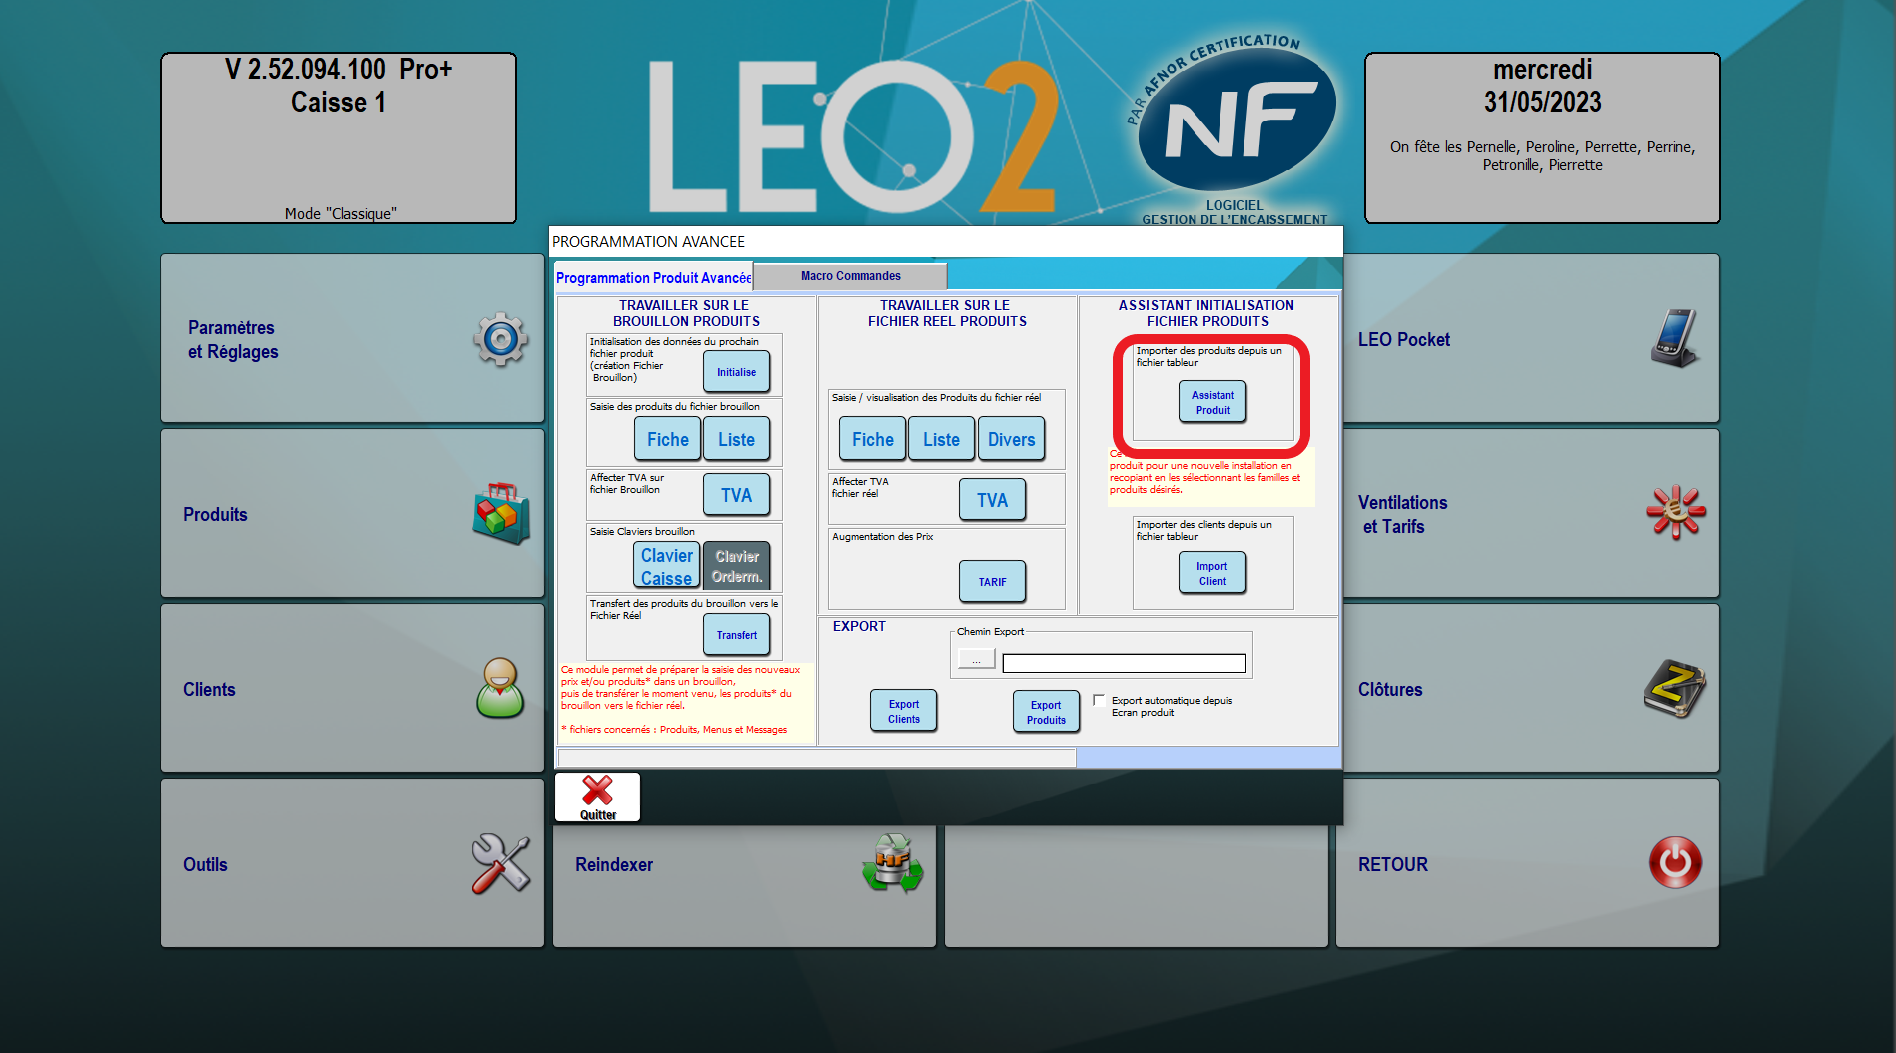 V 2.52.094.100  Pro+
Caisse 1
Mode "Classique"
LEO2
PAR AFNOR CERTIFICATION
NF
LOGICIEL
GESTION DE L'ENCAISSEMENT
mercredi
31/05/2023
On fête les Pernelle, Peroline, Perrette, Perrine,
Petronille, Pierrette
Paramètres
et Réglages
Produits
Clients
Outils
PROGRAMMATION AVANCEE
Programmation Produit Avancée
Macro Commandes
TRAVAILLER SUR LE
BROUILLON PRODUITS
Initialisation des données du prochain
fichier produit
(création Fichier
Brouillon)
Initialise
Saisie des produits du fichier brouillon
Fiche
Liste
Affecter TVA sur
fichier Brouillon
TVA
Saisie Claviers brouillon
Clavier
Caisse
Clavier
Orderm.
Transfert des produits du brouillon vers le
Fichier Réel
Transfert
Ce module permet de préparer la saisie des nouveaux
prix et/ou produits* dans un brouillon,
puis de transférer le moment venu, les produits* du
brouillon vers le fichier réel.
* fichiers concernés : Produits, Menus et Messages
TRAVAILLER SUR LE
FICHIER REEL PRODUITS
Saisie / visualisation des Produits du fichier réel
Fiche
Liste
Divers
Affecter TVA
fichier réel
TVA
Augmentation des Prix
TARIF
ASSISTANT INITIALISATION
FICHIER PRODUITS
Importer des produits depuis un
fichier tableur
Assistant
Produit
Ce
produit pour une nouvelle installation en
recopiant en les sélectionnant les familles et
produits désirés.
Importer des clients depuis un
fichier tableur
Import
Client
EXPORT
Chemin Export
...
Export
Clients
Export
Produits
Export automatique depuis
Ecran produit
Quitter
Reindexer
HF
LEO Pocket
Ventilations
et Tarifs
Clôtures
Z
RETOUR